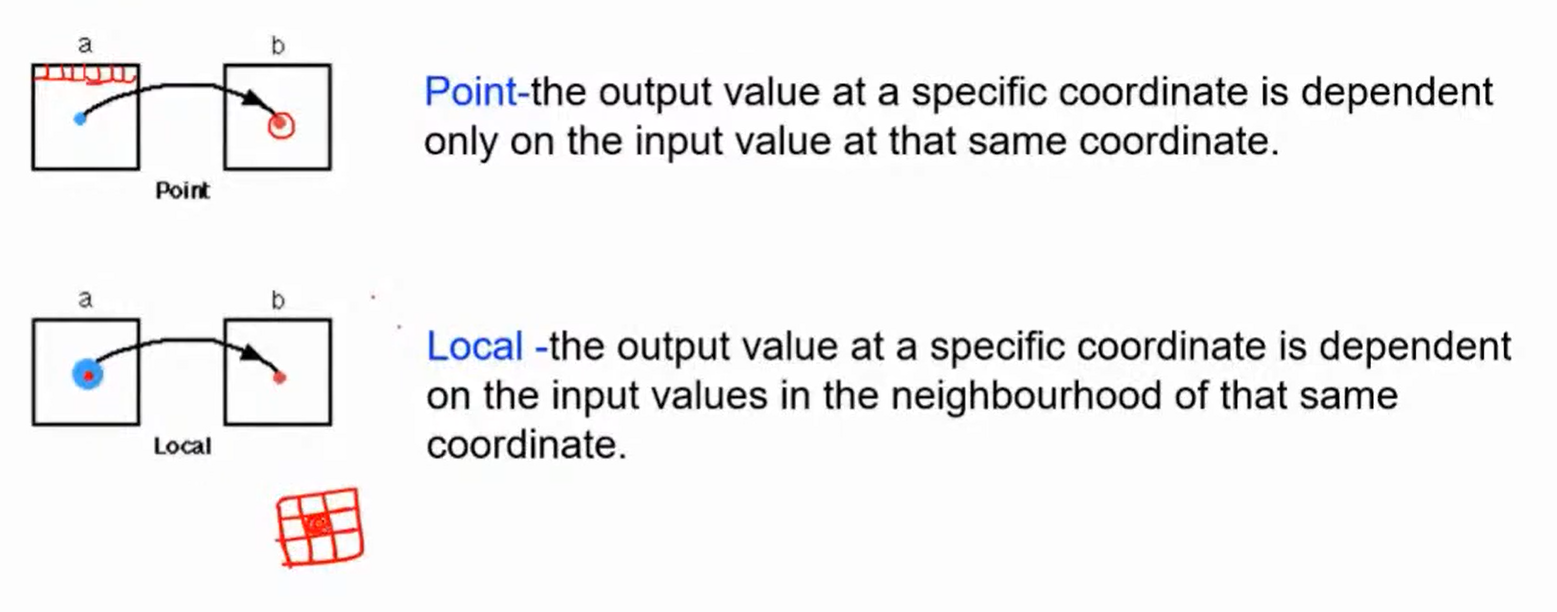 a b
Point-the output value at a specific coordinate is dependent
only on the input value at that same coordinate.
Point
a b
Local -the output value at a specific coordinate is dependent
on the input values in the neighbourhood of that same
coordinate.
Local